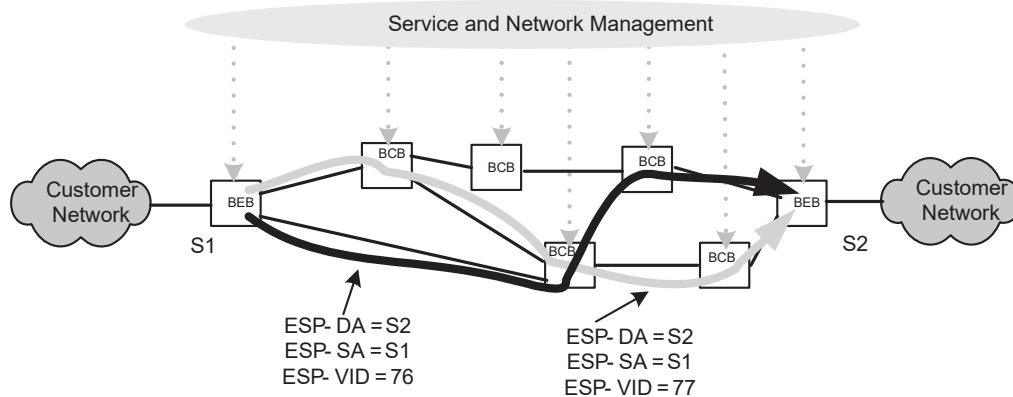 Service and Network Management
BCB
BCB
BCB
Customer
Network
BEB
S1
BEB
S2
Customer
Network
BCB
BCB
ESP- DA = S2
ESP- SA = S1
ESP- VID = 76
ESP- DA = S2
ESP- SA = S1
ESP- VID = 77